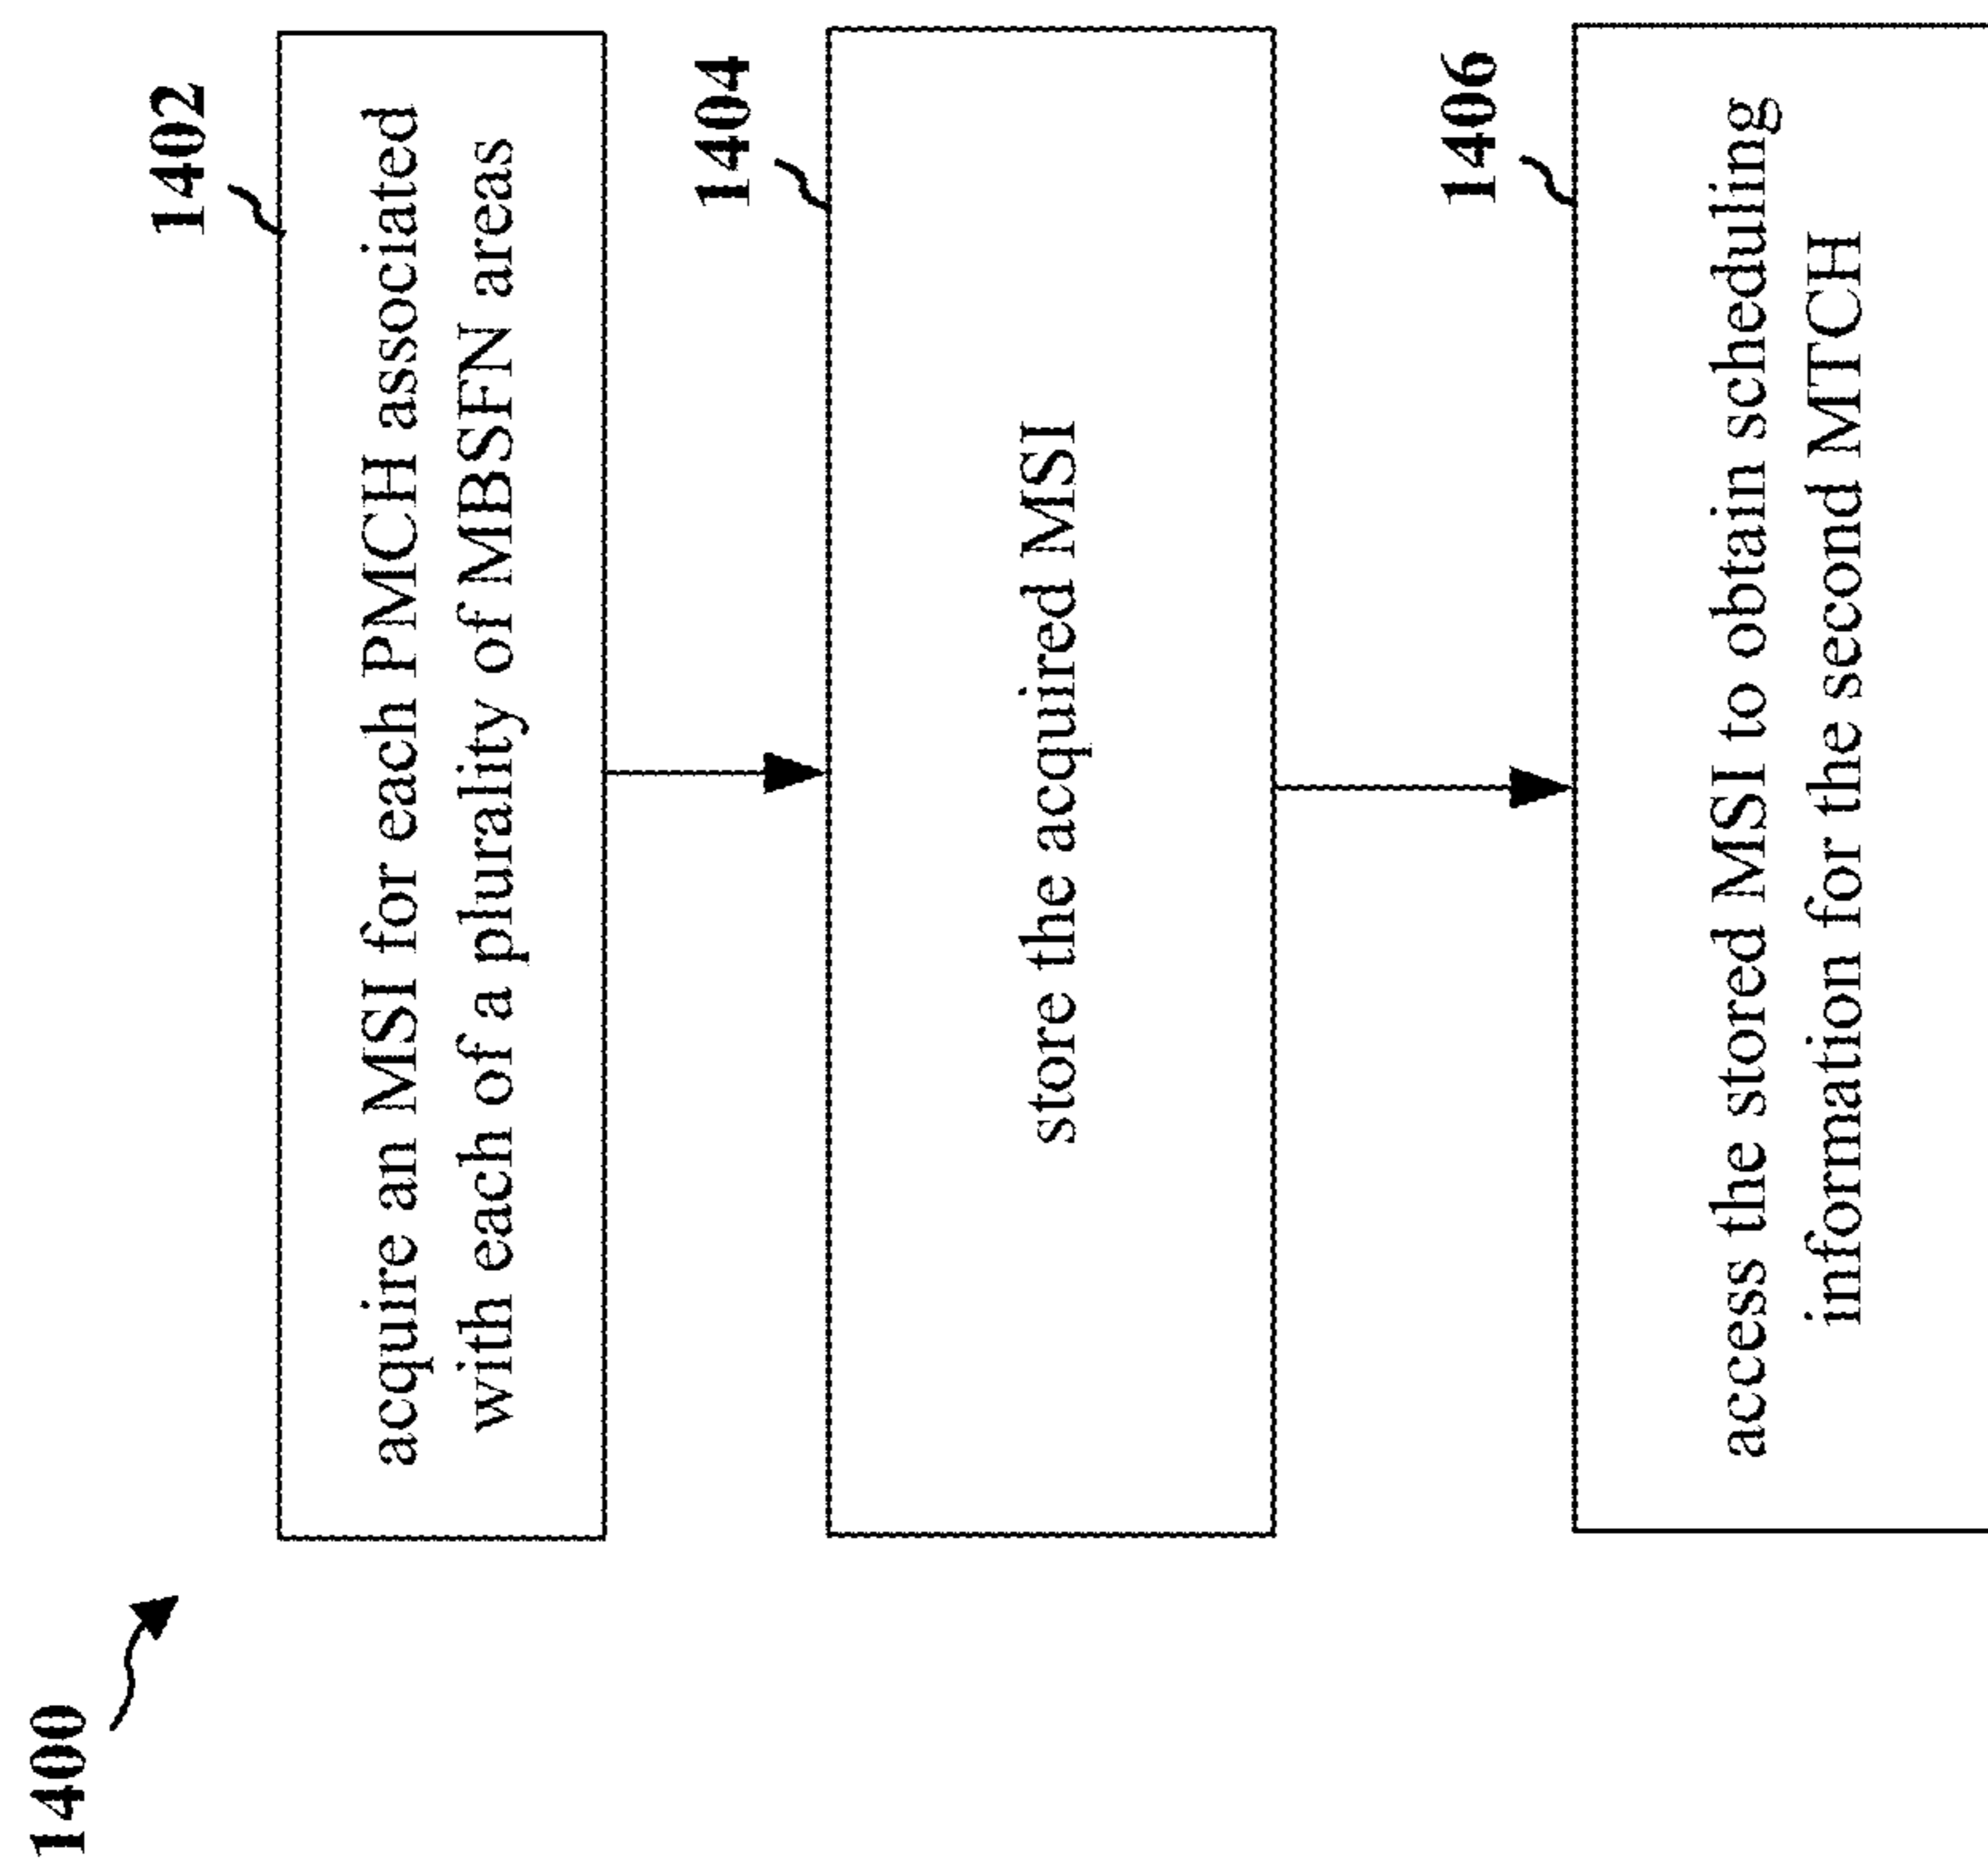 1400
1402
acquire an MSI for each PMCH associated
with each of a plurality of MBSFN areas
1404
store the acquired MSI
1406
access the stored MSI to obtain scheduling
information for the second MTCH